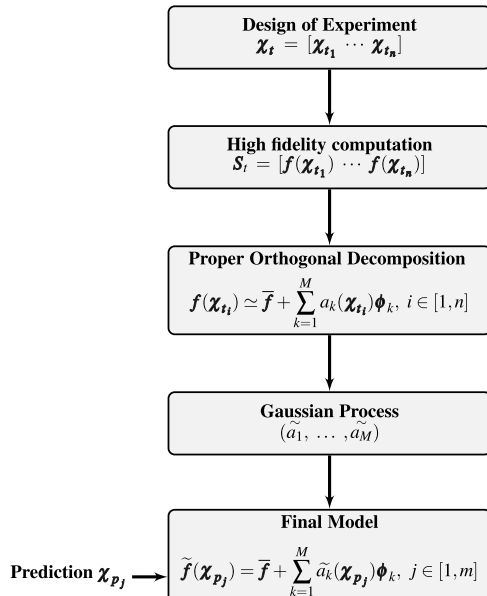 Design of Experiment
χ_t = [χ_{t_1} ⋯ χ_{t_n}]
High fidelity computation
S_t = [f(χ_{t_1}) ⋯ f(χ_{t_n})]
Proper Orthogonal Decomposition
f(χ_{t_i}) ≃ f̅ + ∑_{k=1}^{M} a_k(χ_{t_i})ϕ_k, i ∈ [1,n]
Gaussian Process
(ã_1, … ,ã_M)
Final Model
Prediction χ_{p_j}
f̃(χ_{p_j}) = f̅ + ∑_{k=1}^{M} ã_k(χ_{p_j})ϕ_k, j ∈ [1,m]